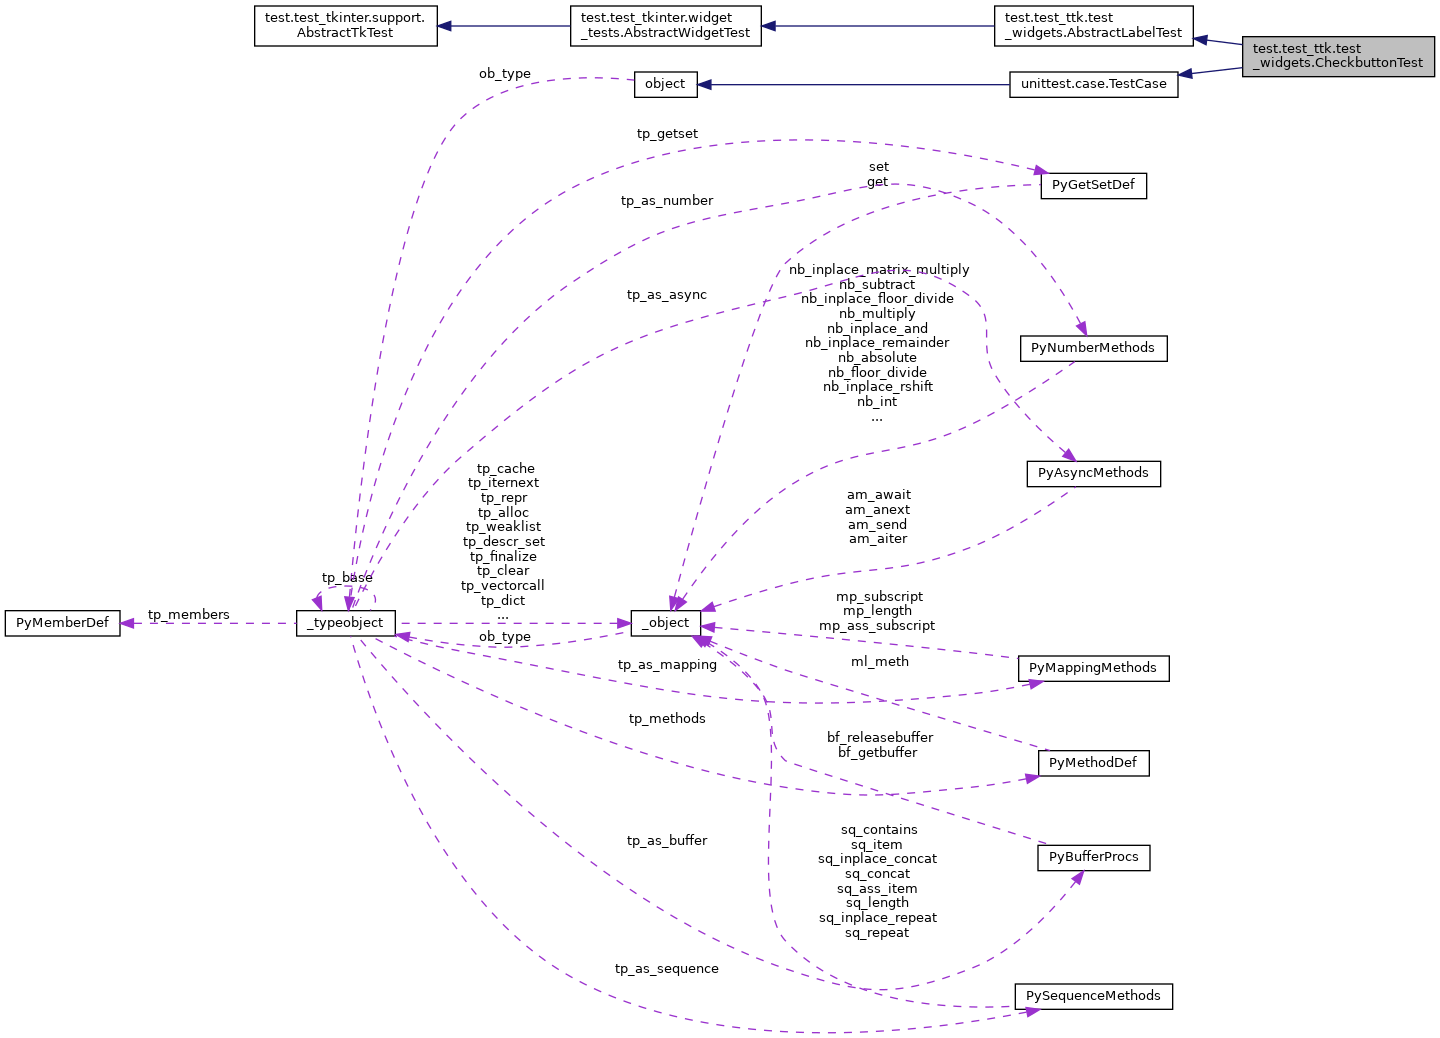 test.test_tkinter.support.
AbstractTkTest
test.test_tkinter.widget
_tests.AbstractWidgetTest
test.test_ttk.test
_widgets.AbstractLabelTest
test.test_ttk.test
_widgets.CheckbuttonTest
ob_type
object
unittest.case.TestCase
tp_getset
set
get
PyGetSetDef
tp_as_number
nb_inplace_matrix_multiply
nb_subtract
nb_inplace_floor_divide
nb_multiply
nb_inplace_and
nb_inplace_remainder
nb_absolute
nb_floor_divide
nb_inplace_rshift
nb_int
...
tp_as_async
PyNumberMethods
PyAsyncMethods
tp_cache
tp_iternext
tp_repr
tp_alloc
tp_weaklist
tp_descr_set
tp_finalize
tp_clear
tp_vectorcall
tp_dict
...
am_await
am_anext
am_send
am_aiter
tp_base
PyMemberDef
tp_members
_typeobject
_object
ob_type
mp_subscript
mp_length
mp_ass_subscript
tp_as_mapping
PyMappingMethods
ml_meth
tp_methods
bf_releasebuffer
bf_getbuffer
PyMethodDef
tp_as_buffer
PyBufferProcs
sq_contains
sq_item
sq_inplace_concat
sq_concat
sq_ass_item
sq_length
sq_inplace_repeat
sq_repeat
tp_as_sequence
PySequenceMethods